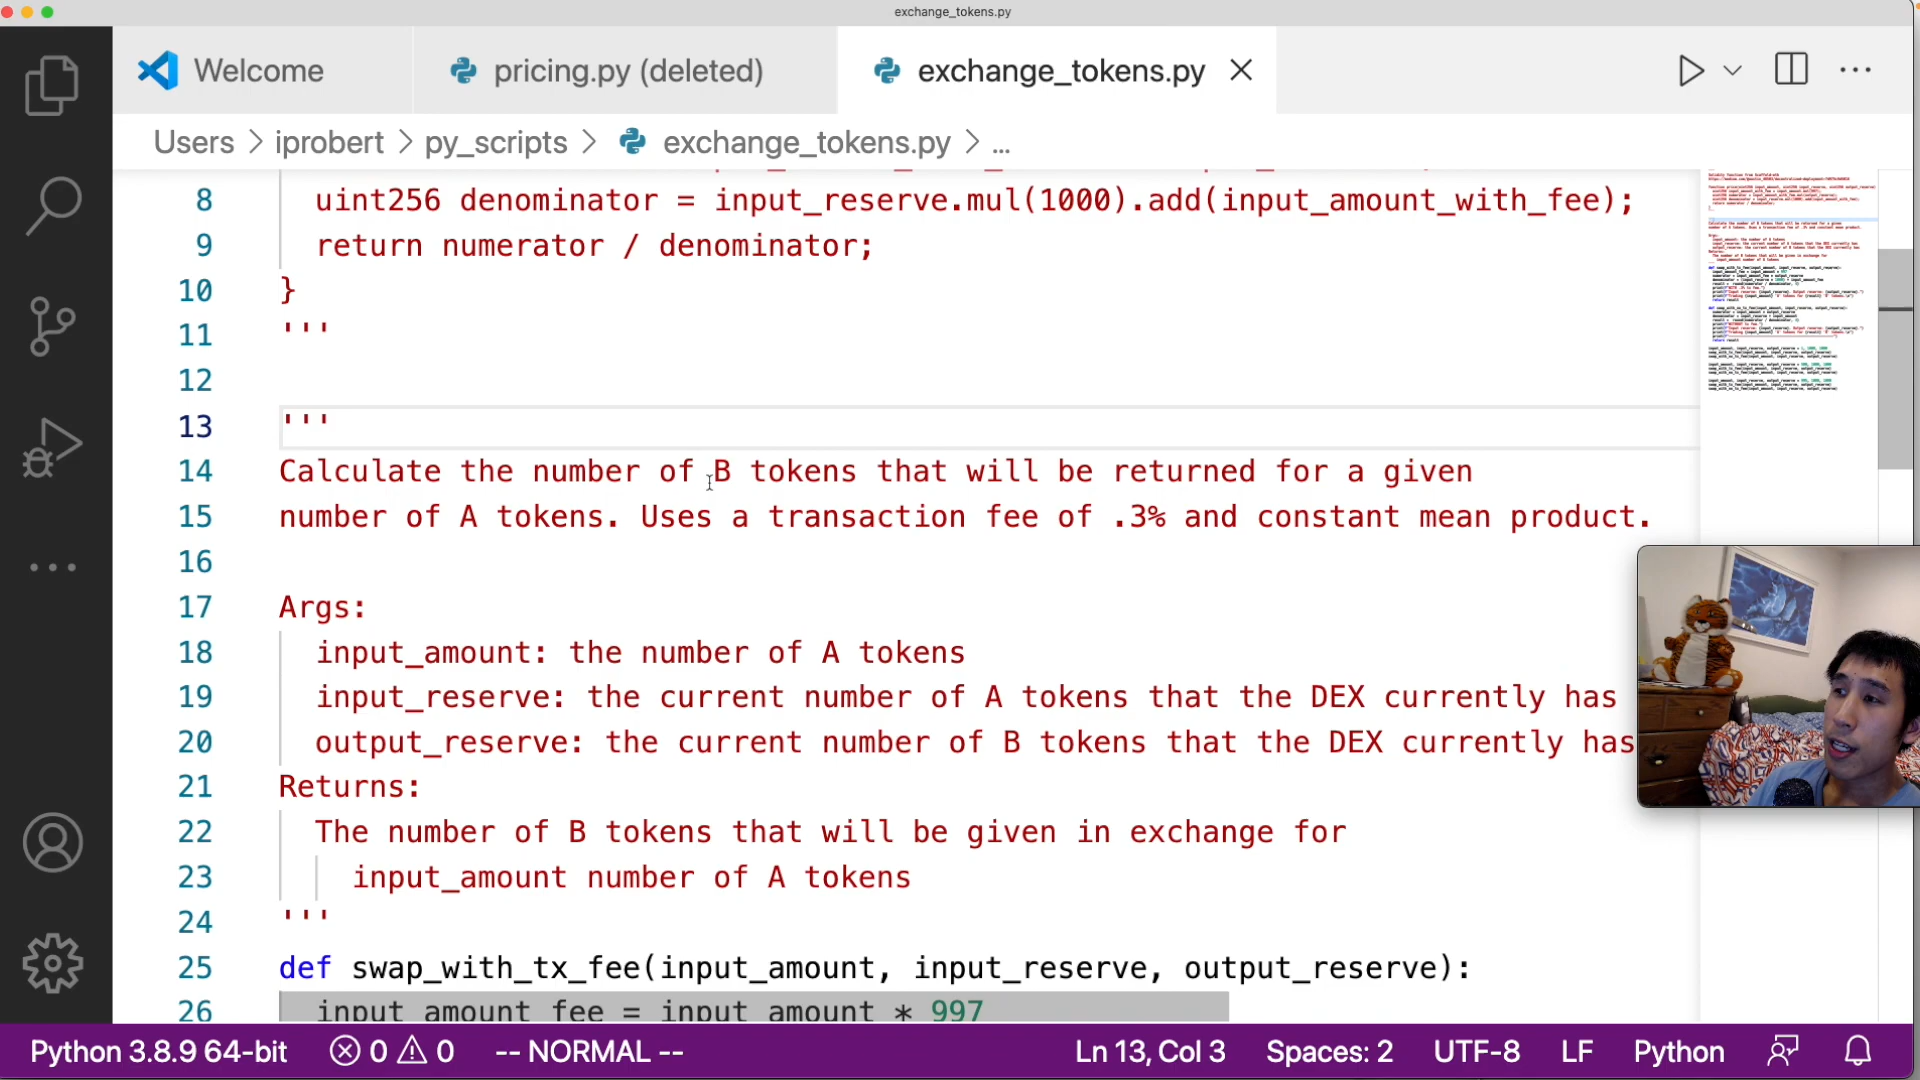 exchange_tokens.py
Welcome
pricing.py (deleted)
exchange_tokens.py
Users > iprobert > py_scripts > exchange_tokens.py > ...
8 uint256 denominator = input_reserve.mul(1000).add(input_amount_with_fee);
9 return numerator / denominator;
10 }
11 '''
12
13 '''
14 Calculate the number of B tokens that will be returned for a given
15 number of A tokens. Uses a transaction fee of .3% and constant mean product.
16
17 Args:
18 input_amount: the number of A tokens
19 input_reserve: the current number of A tokens that the DEX currently has
20 output_reserve: the current number of B tokens that the DEX currently has
21 Returns:
22 The number of B tokens that will be given in exchange for
23 input_amount number of A tokens
24 '''
25 def swap_with_tx_fee(input_amount, input_reserve, output_reserve):
26 input_amount_fee = input_amount * 997
Python 3.8.9 64-bit 0 0 -- NORMAL -- Ln 13, Col 3 Spaces: 2 UTF-8 LF Python